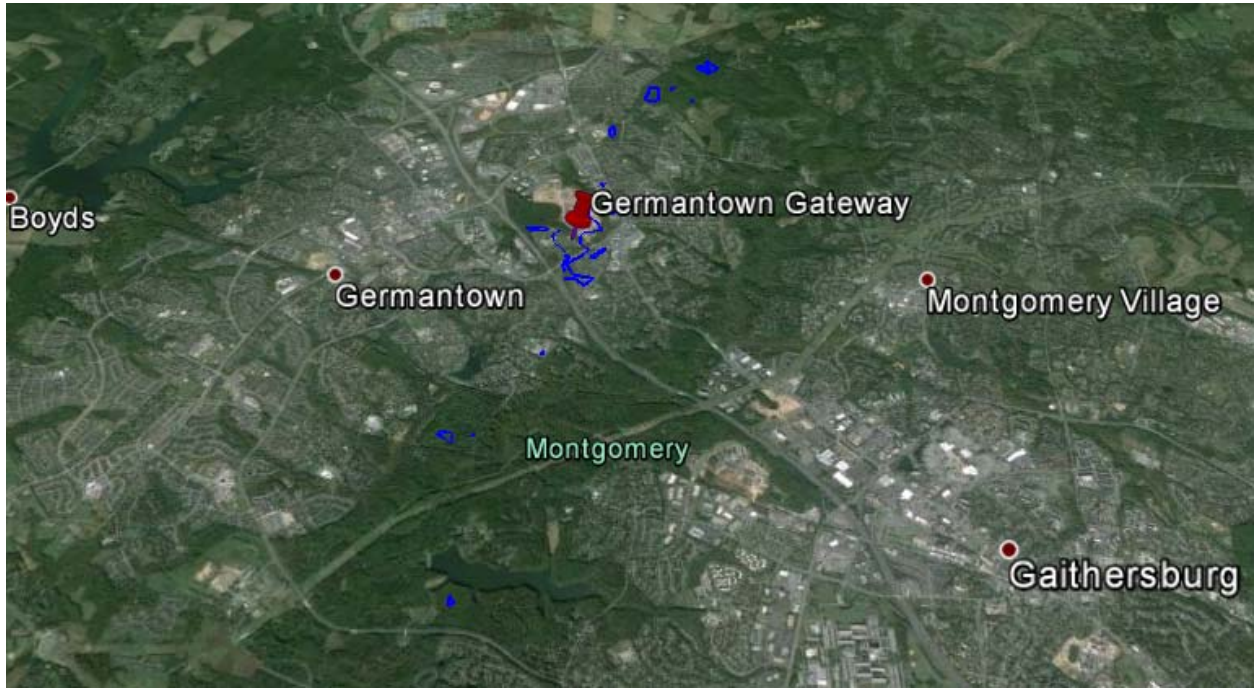 Germantown Gateway
Boyds
Germantown
Montgomery Village
Montgomery
Gaithersburg